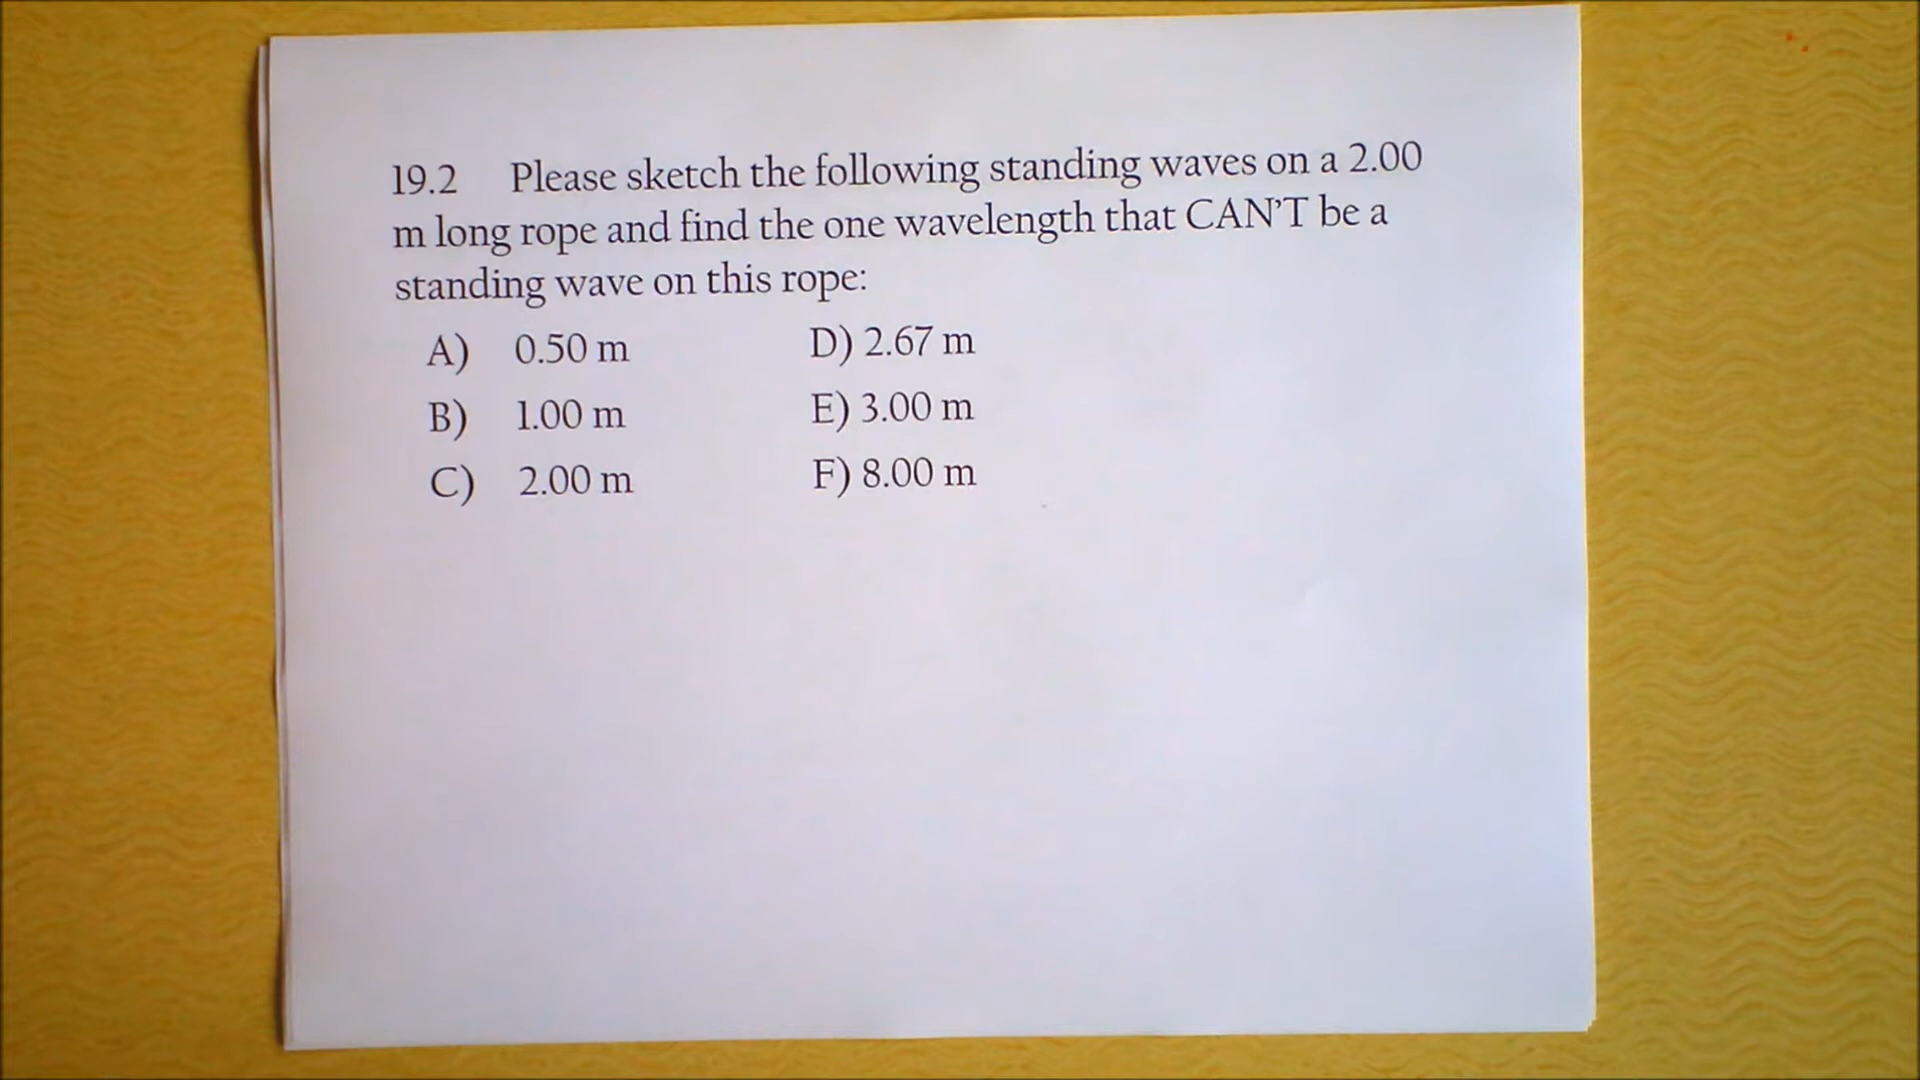 19.2 Please sketch the following standing waves on a 2.00
m long rope and find the one wavelength that CAN'T be a
standing wave on this rope:
A) 0.50 m D) 2.67 m
B) 1.00 m E) 3.00 m
C) 2.00 m F) 8.00 m